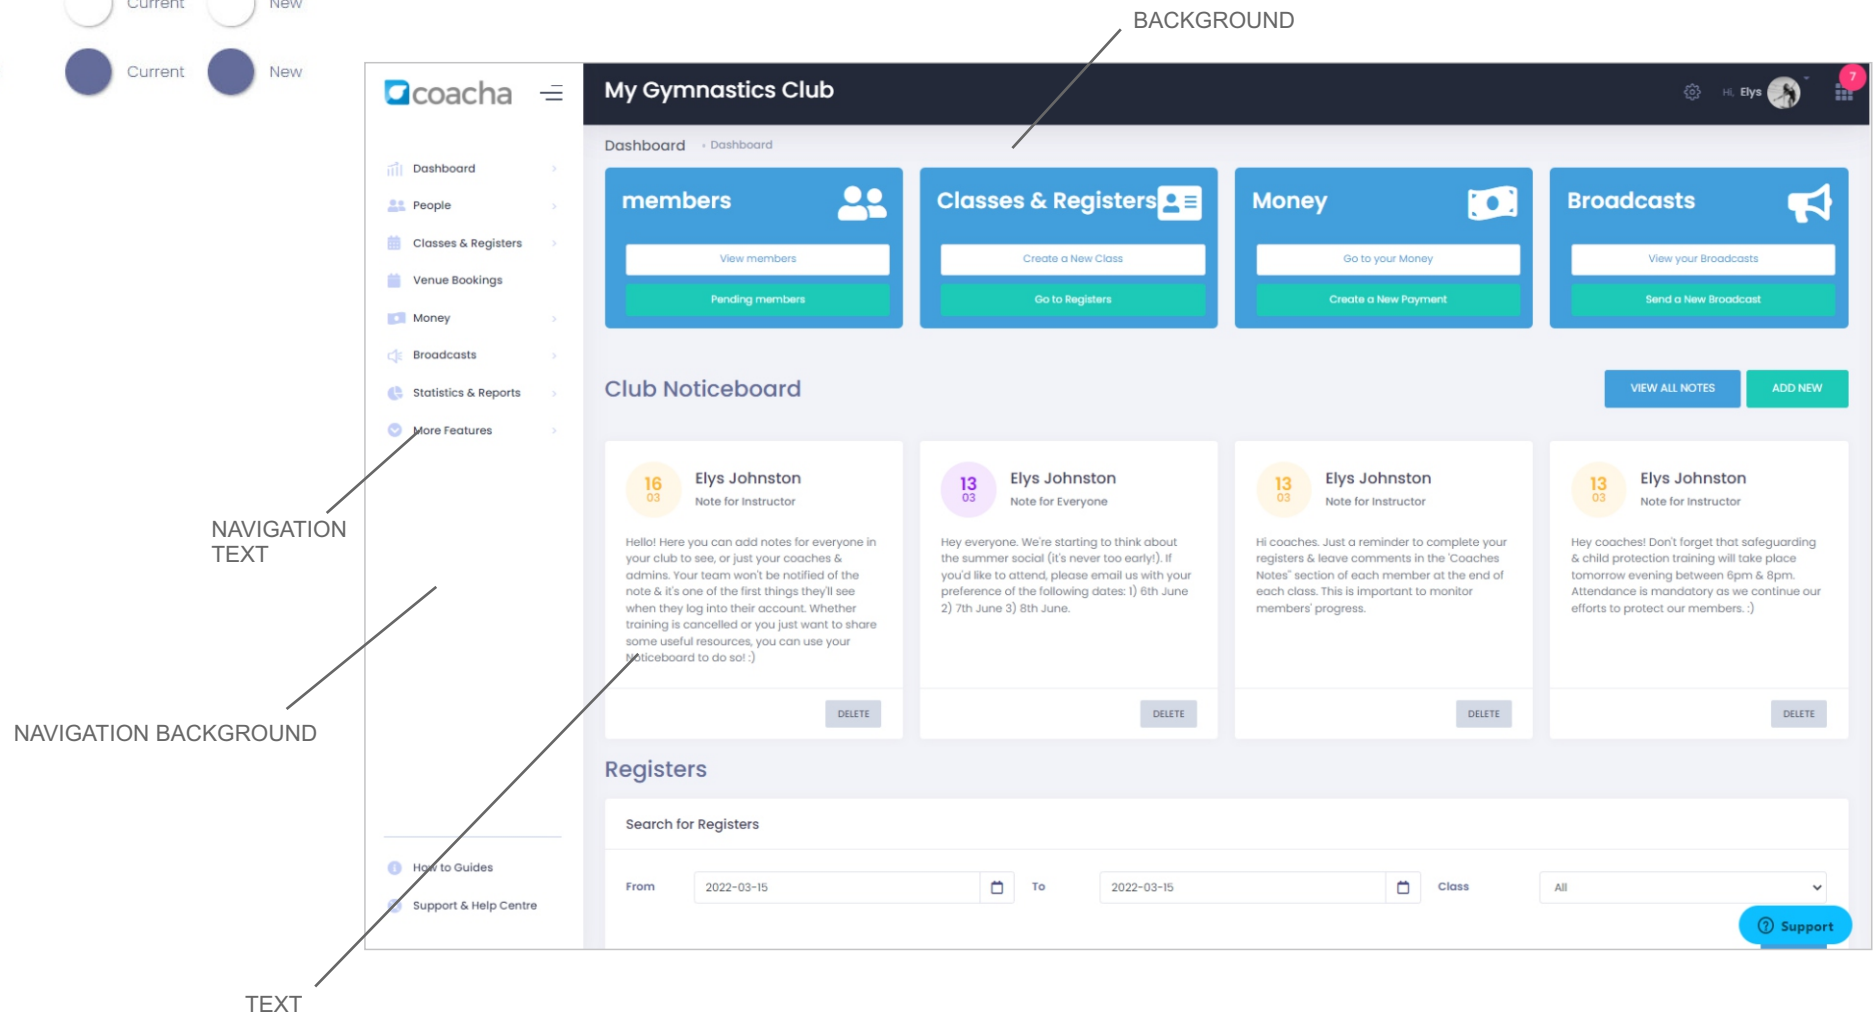 Current
New
Current
New
BACKGROUND
coacha
My Gymnastics Club
Hi, Elys
7
Dashboard • Dashboard
Dashboard
People
Classes & Registers
Venue Bookings
Money
Broadcasts
Statistics & Reports
More Features
members
View members
Pending members
Classes & Registers
Create a New Class
Go to Registers
Money
Go to your Money
Create a New Payment
Broadcasts
View your Broadcasts
Send a New Broadcast
Club Noticeboard
VIEW ALL NOTES
ADD NEW
16
03
Elys Johnston
Note for Instructor
Hello! Here you can add notes for everyone in
your club to see, or just your coaches &
admins. Your team won't be notified of the
note & it's one of the first things they'll see
when they log into their account. Whether
training is cancelled or you just want to share
some useful resources, you can use your
Noticeboard to do so! :)
DELETE
13
03
Elys Johnston
Note for Everyone
Hey everyone. We're starting to think about
the summer social (it's never too early!). If
you'd like to attend, please email us with your
preference of the following dates: 1) 6th June
2) 7th June 3) 8th June.
DELETE
13
03
Elys Johnston
Note for Instructor
Hi coaches. Just a reminder to complete your
registers & leave comments in the 'Coaches
Notes" section of each member at the end of
each class. This is important to monitor
members' progress.
DELETE
13
03
Elys Johnston
Note for Instructor
Hey coaches! Don't forget that safeguarding
& child protection training will take place
tomorrow evening between 6pm & 8pm.
Attendance is mandatory as we continue our
efforts to protect our members. :)
DELETE
NAVIGATION
TEXT
NAVIGATION BACKGROUND
Registers
Search for Registers
From
2022-03-15
To
2022-03-15
Class
All
How to Guides
Support & Help Centre
Support
TEXT